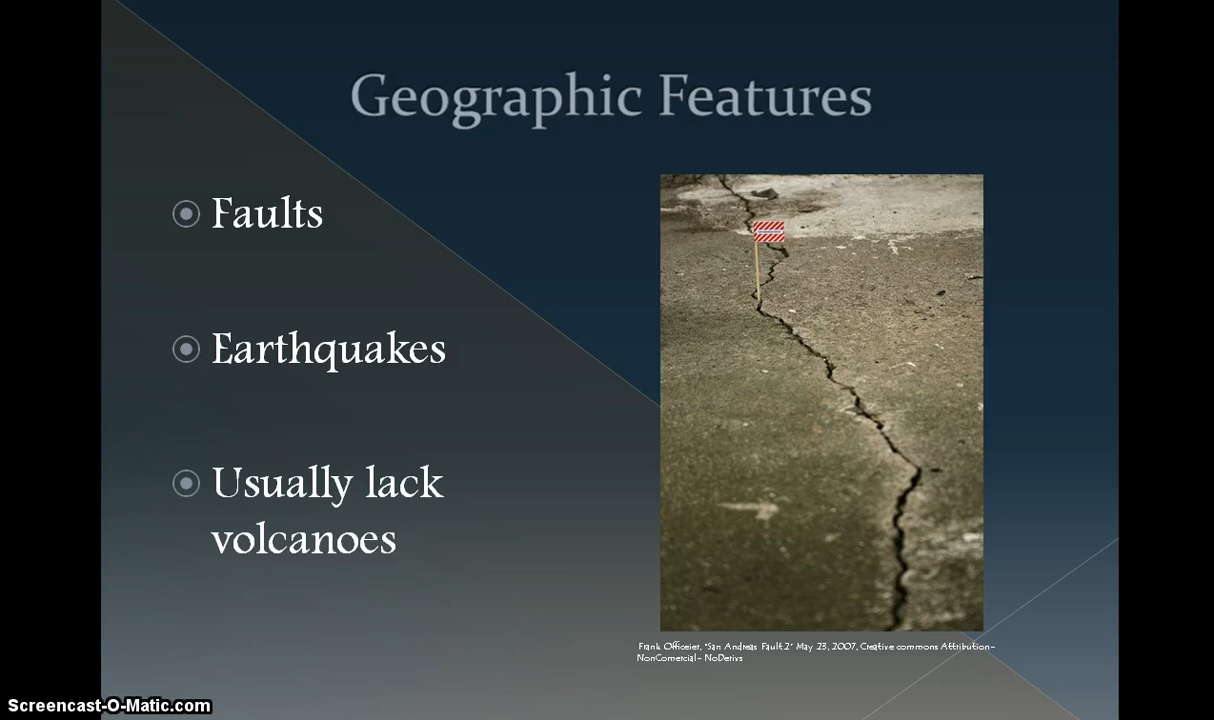 Geographic Features
Faults
Earthquakes
Usually lack
volcanoes
Frank Officeier, "San Andreas Fault 2" May 23, 2007, Creative commons Attribution-
NonComercial- NoDerivs
Screencast-O-Matic.com